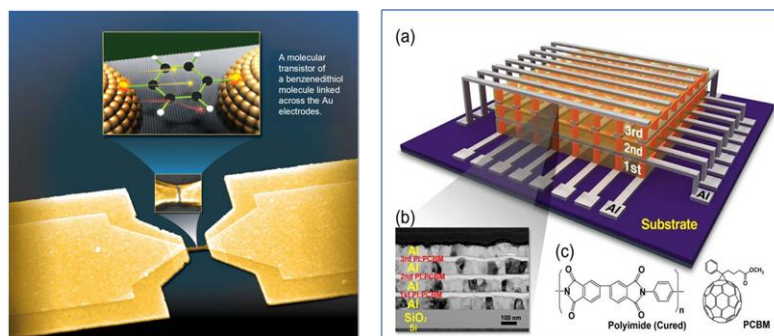 A molecular
transistor of
a benzenedithiol
molecule linked
across the Au
electrodes.
(a)
3rd
2nd
1st
Al
Al
Substrate
(b)
Al
3rd PI:PCBM
Al
2nd PI:PCBM
Al
1st PI:PCBM
Al
SiO₂
Si
100 nm
(c)
O
O
N
N
O
O
n
Polyimide (Cured)
O
OCH₃
PCBM